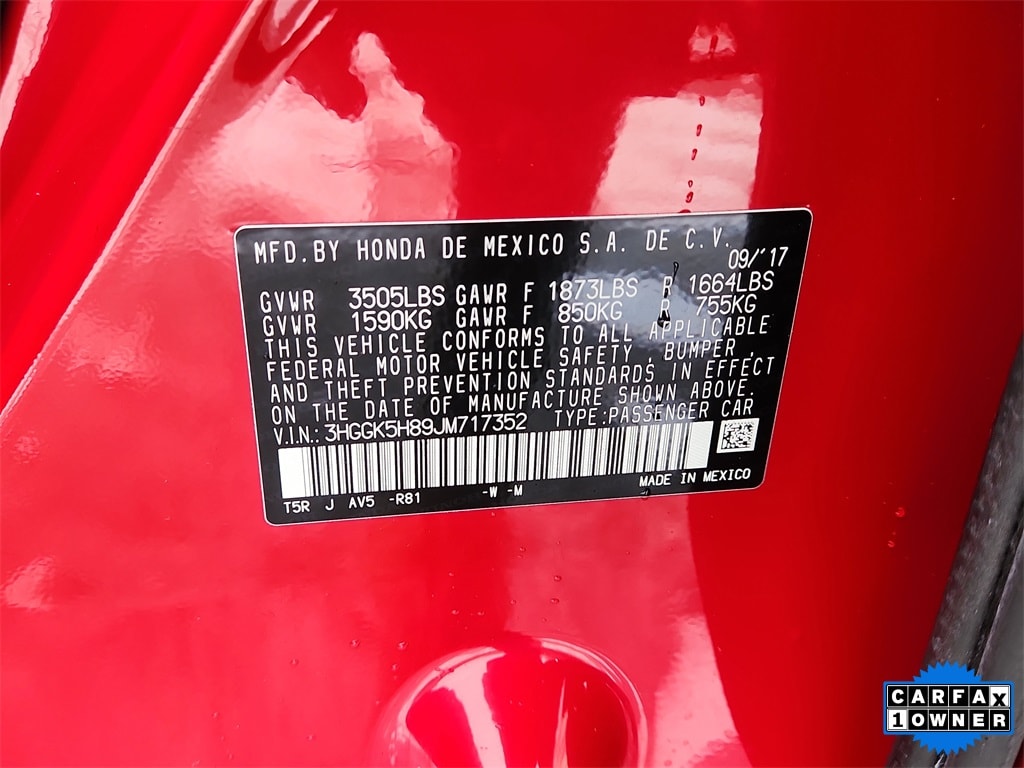 MFD. BY HONDA DE MEXICO S.A. DE C.V.
09/'17
GVWR 3505LBS GAWR F 1873LBS R 1664LBS
GVWR 1590KG GAWR F 850KG R 755KG
THIS VEHICLE CONFORMS TO ALL APPLICABLE
FEDERAL MOTOR VEHICLE SAFETY, BUMPER,
AND THEFT PREVENTION STANDARDS IN EFFECT
ON THE DATE OF MANUFACTURE SHOWN ABOVE.
V.I.N.: 3HGGK5H89JM717352 TYPE:PASSENGER CAR
MADE IN MEXICO
T5R J AV5 -R81 -W -M
CARFAX
1 OWNER